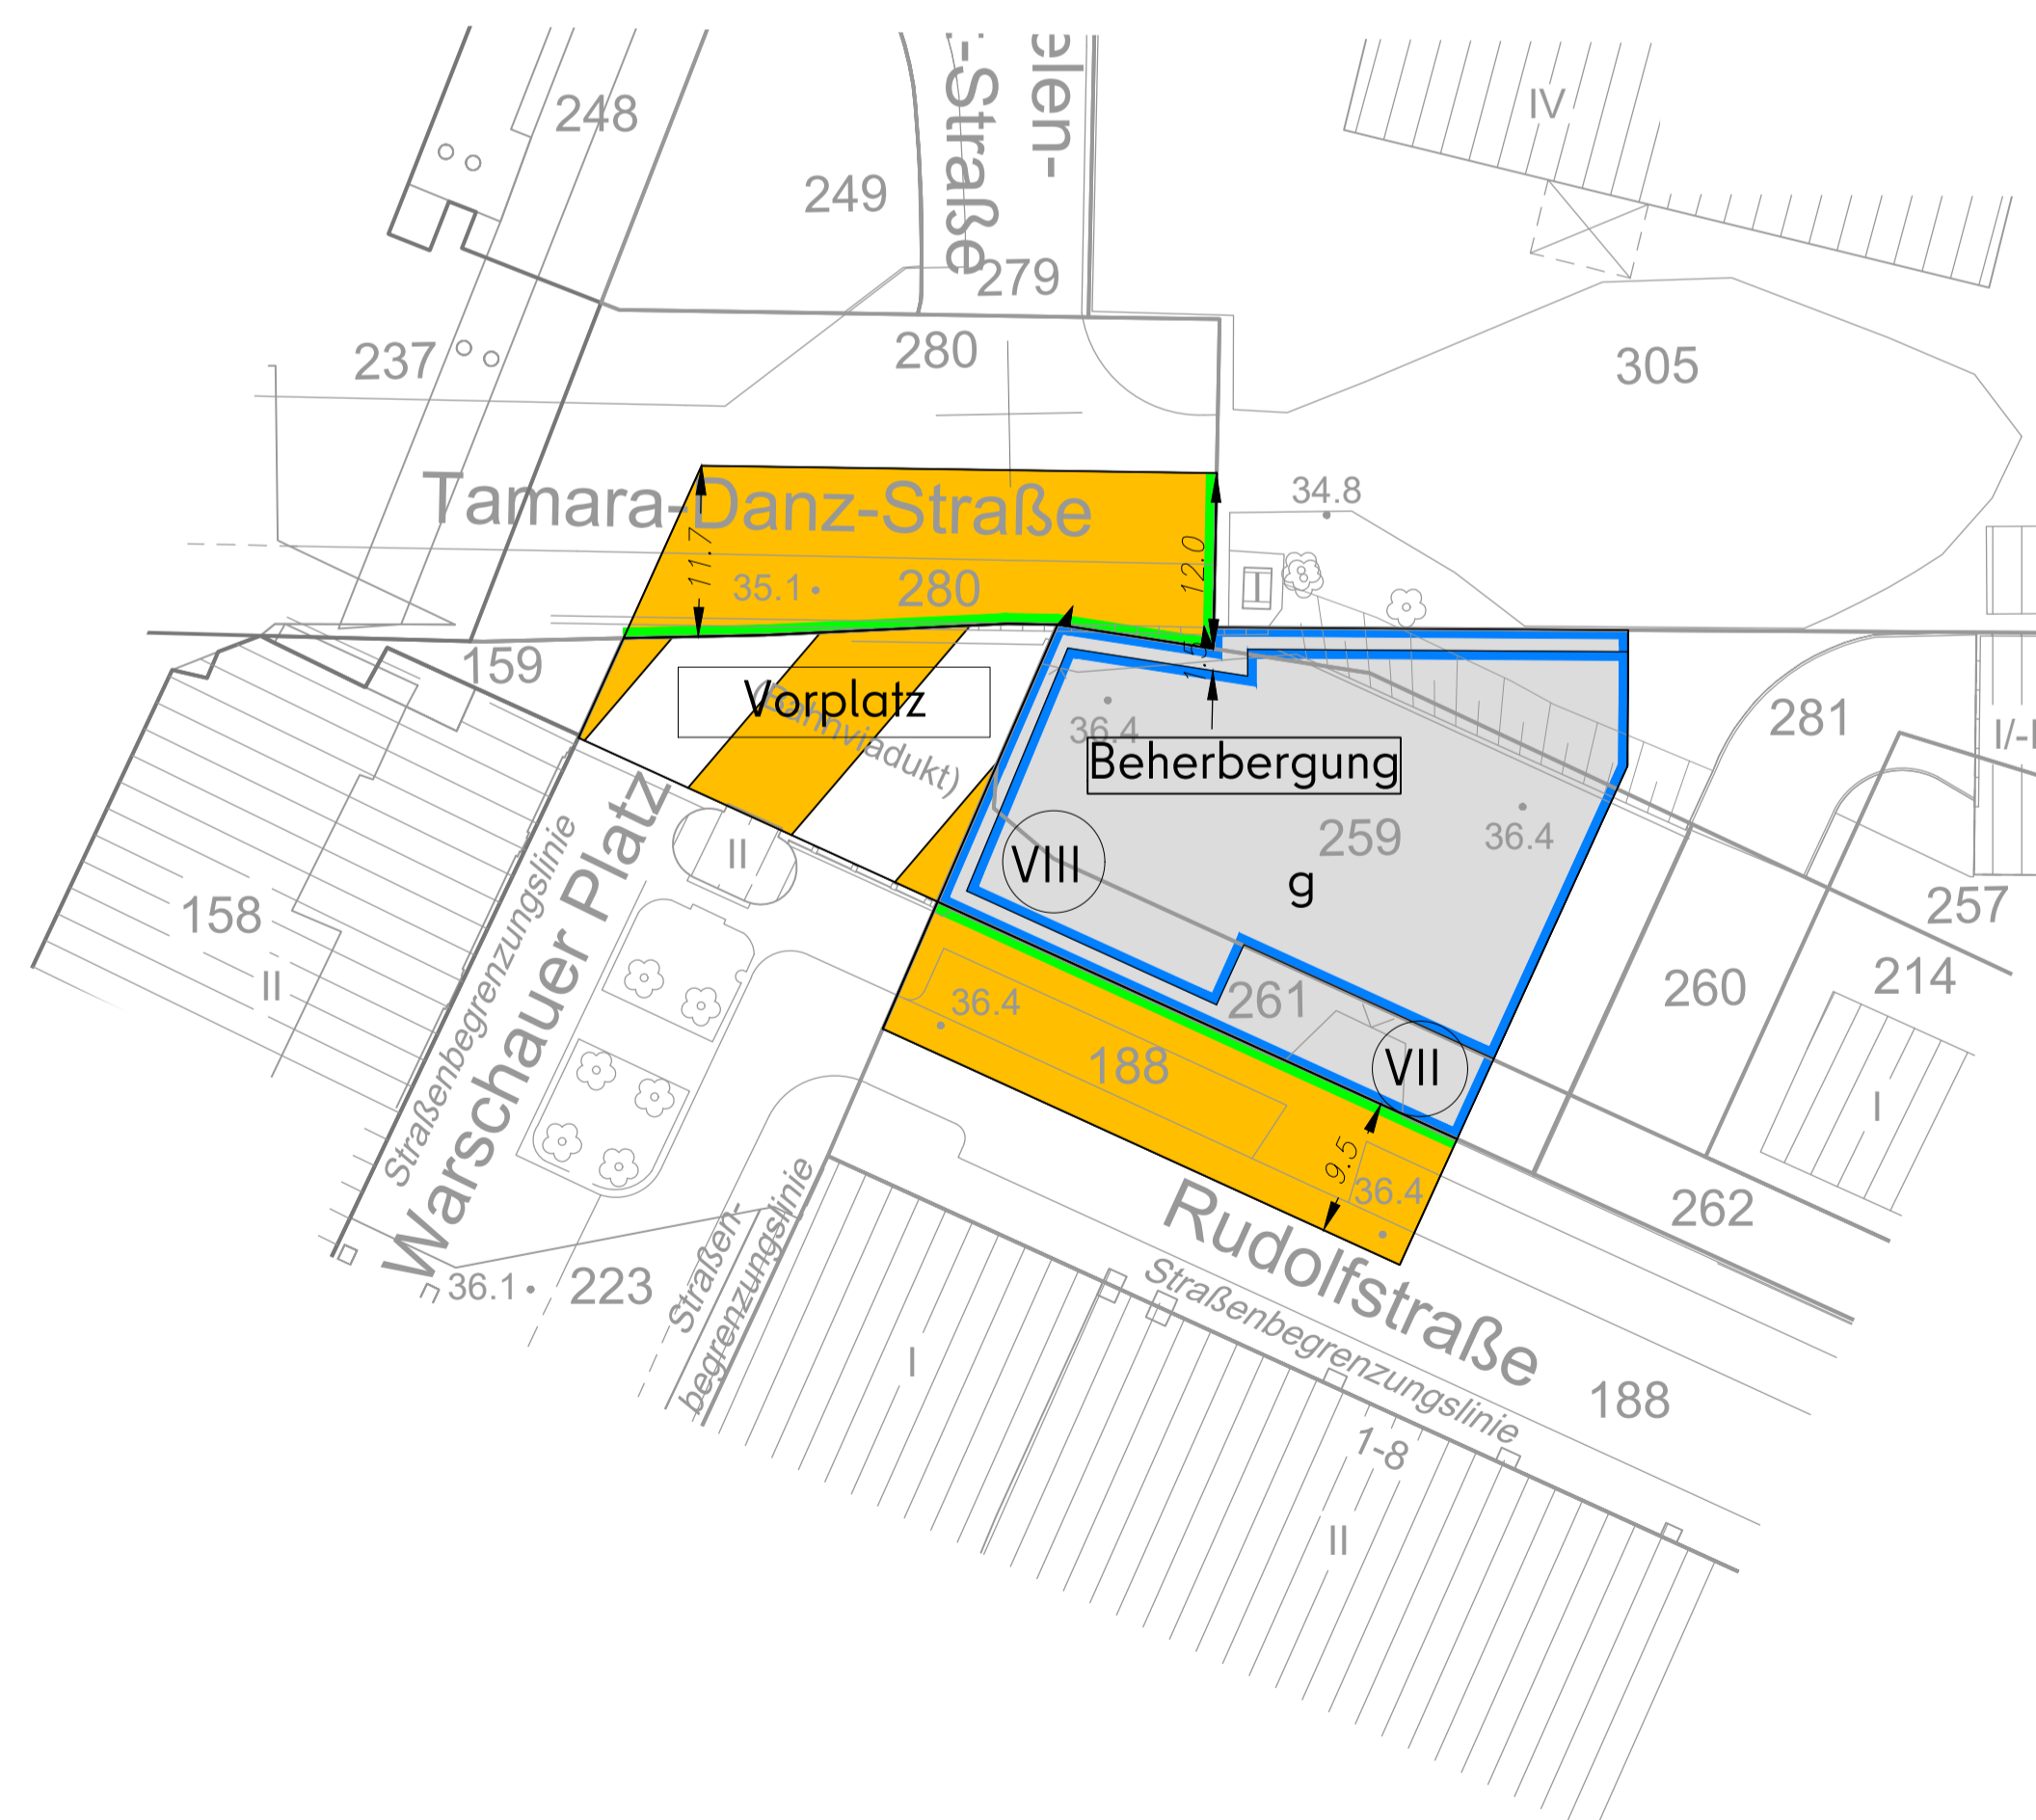 248
IV
249
-Straße
elen-
279
280
237
305
Tamara-Danz-Straße
34.8
11.7
12.0
35.1
280
I
159
Vorplatz
(Bahnviadukt)
281
36.4
Beherbergung
259
36.4
VIII
II
g
158
II
257
214
260
261
36.4
188
VII
I
9.5
36.4
262
Straßenbegrenzungslinie
Warschauer Platz
Rudolfstraße
36.1
223
Straßen-
begrenzungslinie
Straßenbegrenzungslinie
I
188
1-8
II